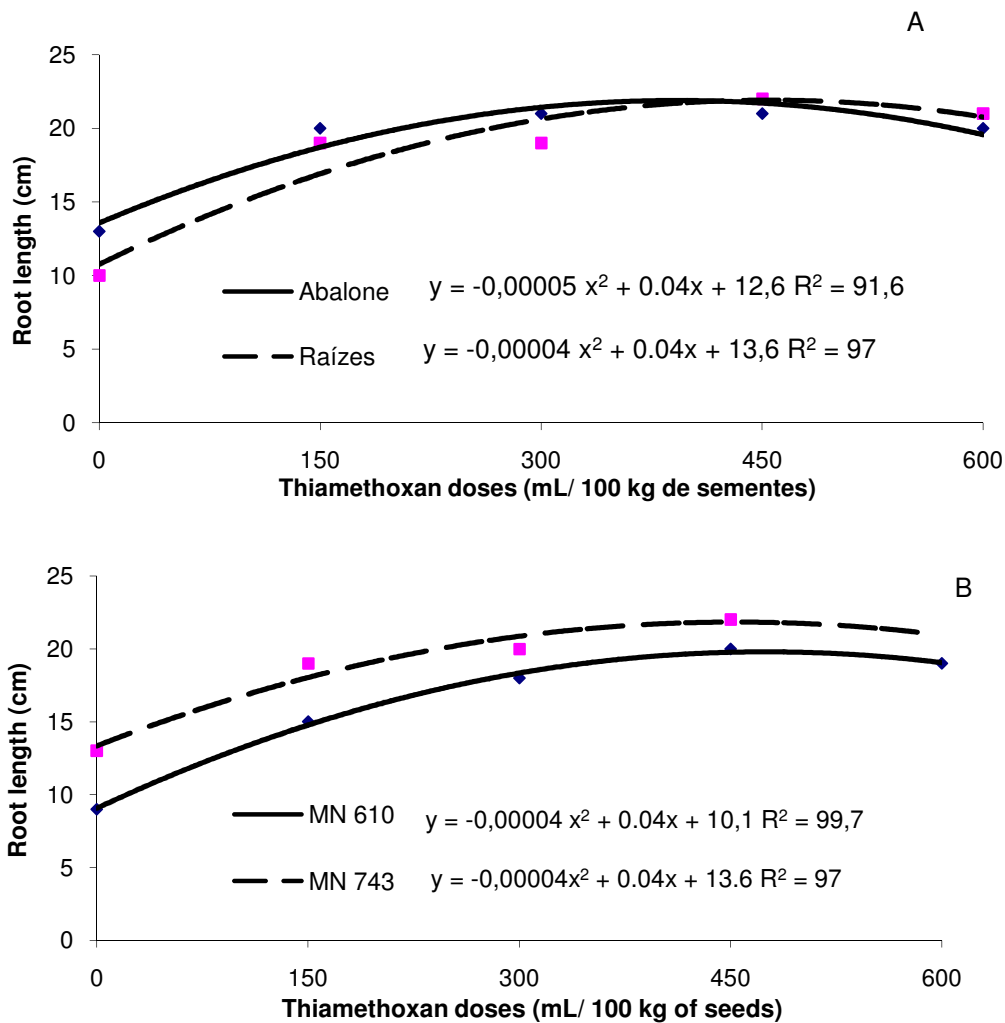 A
25
20
15
10
5
0
Root length (cm)
Abalone y = -0,00005 x² + 0.04x + 12,6 R² = 91,6
Raízes y = -0,00004 x² + 0.04x + 13,6 R² = 97
0 150 300 450 600
Thiamethoxan doses (mL/ 100 kg de sementes)
B
25
20
15
10
5
0
Root length (cm)
MN 610 y = -0,00004 x² + 0.04x + 10,1 R² = 99,7
MN 743 y = -0,00004x² + 0.04x + 13.6 R² = 97
0 150 300 450 600
Thiamethoxan doses (mL/ 100 kg of seeds)